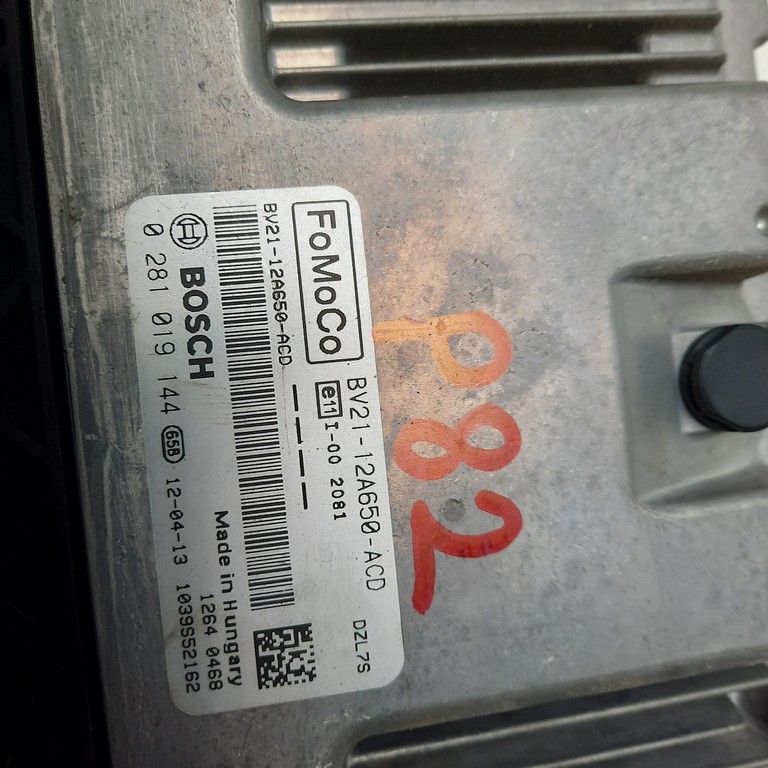 FoMoCo
BV21-12A650-ACD
DZL7S
e11 I-00 2081
BV21-12A650-ACD
BOSCH
Made in Hungary
1264 0468
0 281 019 144 65B 12-04-13 1039S52162
P82